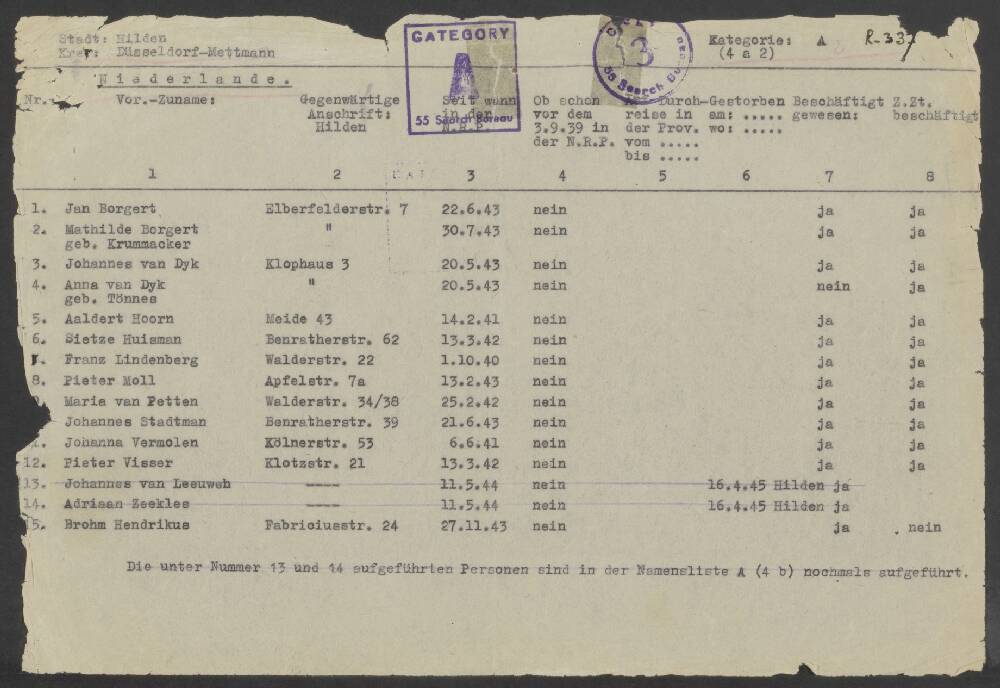 Stadt: Hilden
Kreis: Düsseldorf-Mettmann
Niederlande.
CATEGORY
A
55 Search Bureau
3
55 Search Bureau
Kategorie: A
(4 a 2)
R-337
Nr. Vor.-Zuname: Gegenwärtige Anschrift: Hilden Seit wann in der N.R.P. Ob schon vor dem 3.9.39 in der N.R.P. Durch-reise in der Prov. vom ..... bis ..... Gestorben am: ..... wo: ..... Beschäftigt gewesen: Z.Zt. beschäftigt
1 2 3 4 5 6 7 8
1. Jan Borgert Elberfelderstr. 7 22.6.43 nein ja ja
2. Mathilde Borgert " 30.7.43 nein ja ja
geb. Krummacker
3. Johannes van Dyk Klophaus 3 20.5.43 nein ja ja
4. Anna van Dyk " 20.5.43 nein nein ja
geb. Tönnes
5. Aaldert Hoorn Meide 43 14.2.41 nein ja ja
6. Sietze Huisman Benratherstr. 62 13.3.42 nein ja ja
7. Franz Lindenberg Walderstr. 22 1.10.40 nein ja ja
8. Pieter Moll Apfelstr. 7a 13.2.43 nein ja ja
Maria van Petten Walderstr. 34/38 25.2.42 nein ja ja
Johannes Stadtman Benratherstr. 39 21.6.43 nein ja ja
Johanna Vermolen Kölnerstr. 53 6.6.41 nein ja ja
12. Pieter Visser Klotzstr. 21 13.3.42 nein ja ja
13. Johannes van Leeuweb ---- 11.5.44 nein 16.4.45 Hilden ja
14. Adriaan Zeekles ---- 11.5.44 nein 16.4.45 Hilden ja
15. Brohm Hendrikus Fabriciusstr. 24 27.11.43 nein ja nein
Die unter Nummer 13 und 14 aufgeführten Personen sind in der Namensliste A (4 b) nochmals aufgeführt.